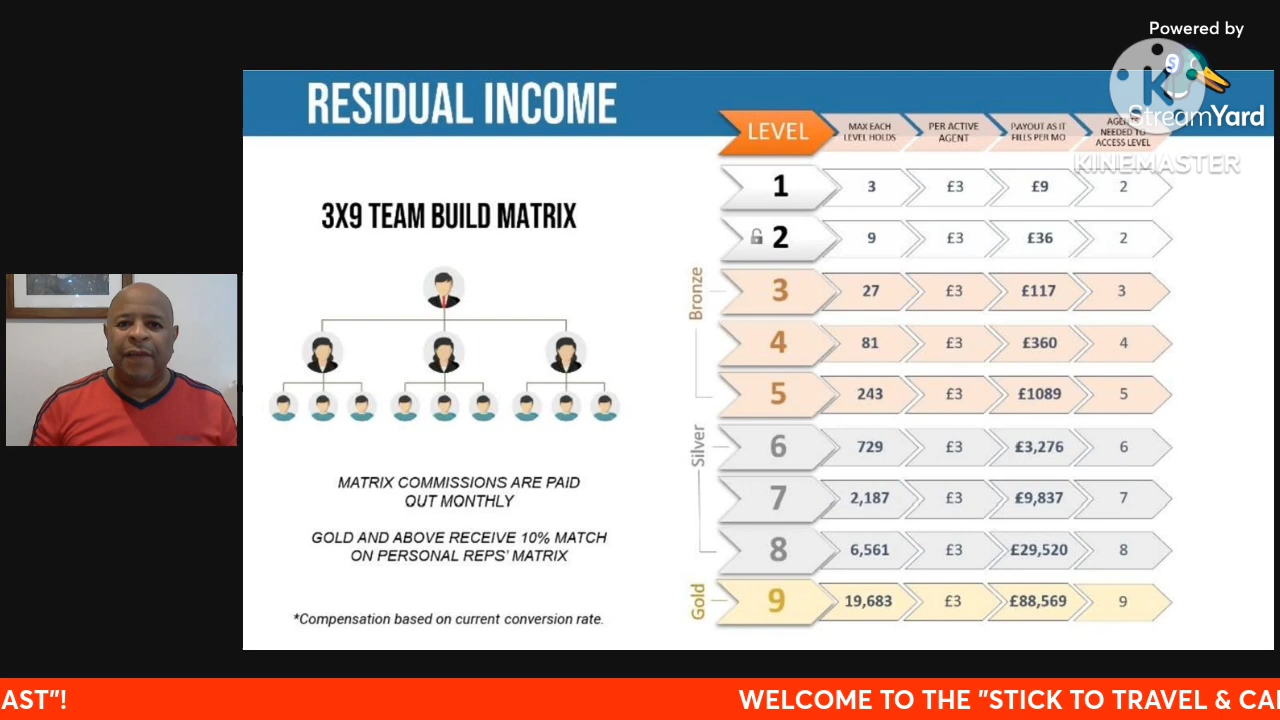 Powered by
StreamYard
KINEMASTER
RESIDUAL INCOME
3X9 TEAM BUILD MATRIX
MATRIX COMMISSIONS ARE PAID
OUT MONTHLY
GOLD AND ABOVE RECEIVE 10% MATCH
ON PERSONAL REPS' MATRIX
*Compensation based on current conversion rate.
LEVEL
MAX EACH
LEVEL HOLDS
PER ACTIVE
AGENT
PAYOUT AS IT
FILLS PER MO
AGENTS
NEEDED TO
ACCESS LEVEL
1 3 £3 £9 2
2 9 £3 £36 2
Bronze
3 27 £3 £117 3
4 81 £3 £360 4
5 243 £3 £1089 5
Silver
6 729 £3 £3,276 6
7 2,187 £3 £9,837 7
8 6,561 £3 £29,520 8
Gold
9 19,683 £3 £88,569 9
AST"! WELCOME TO THE "STICK TO TRAVEL & CA